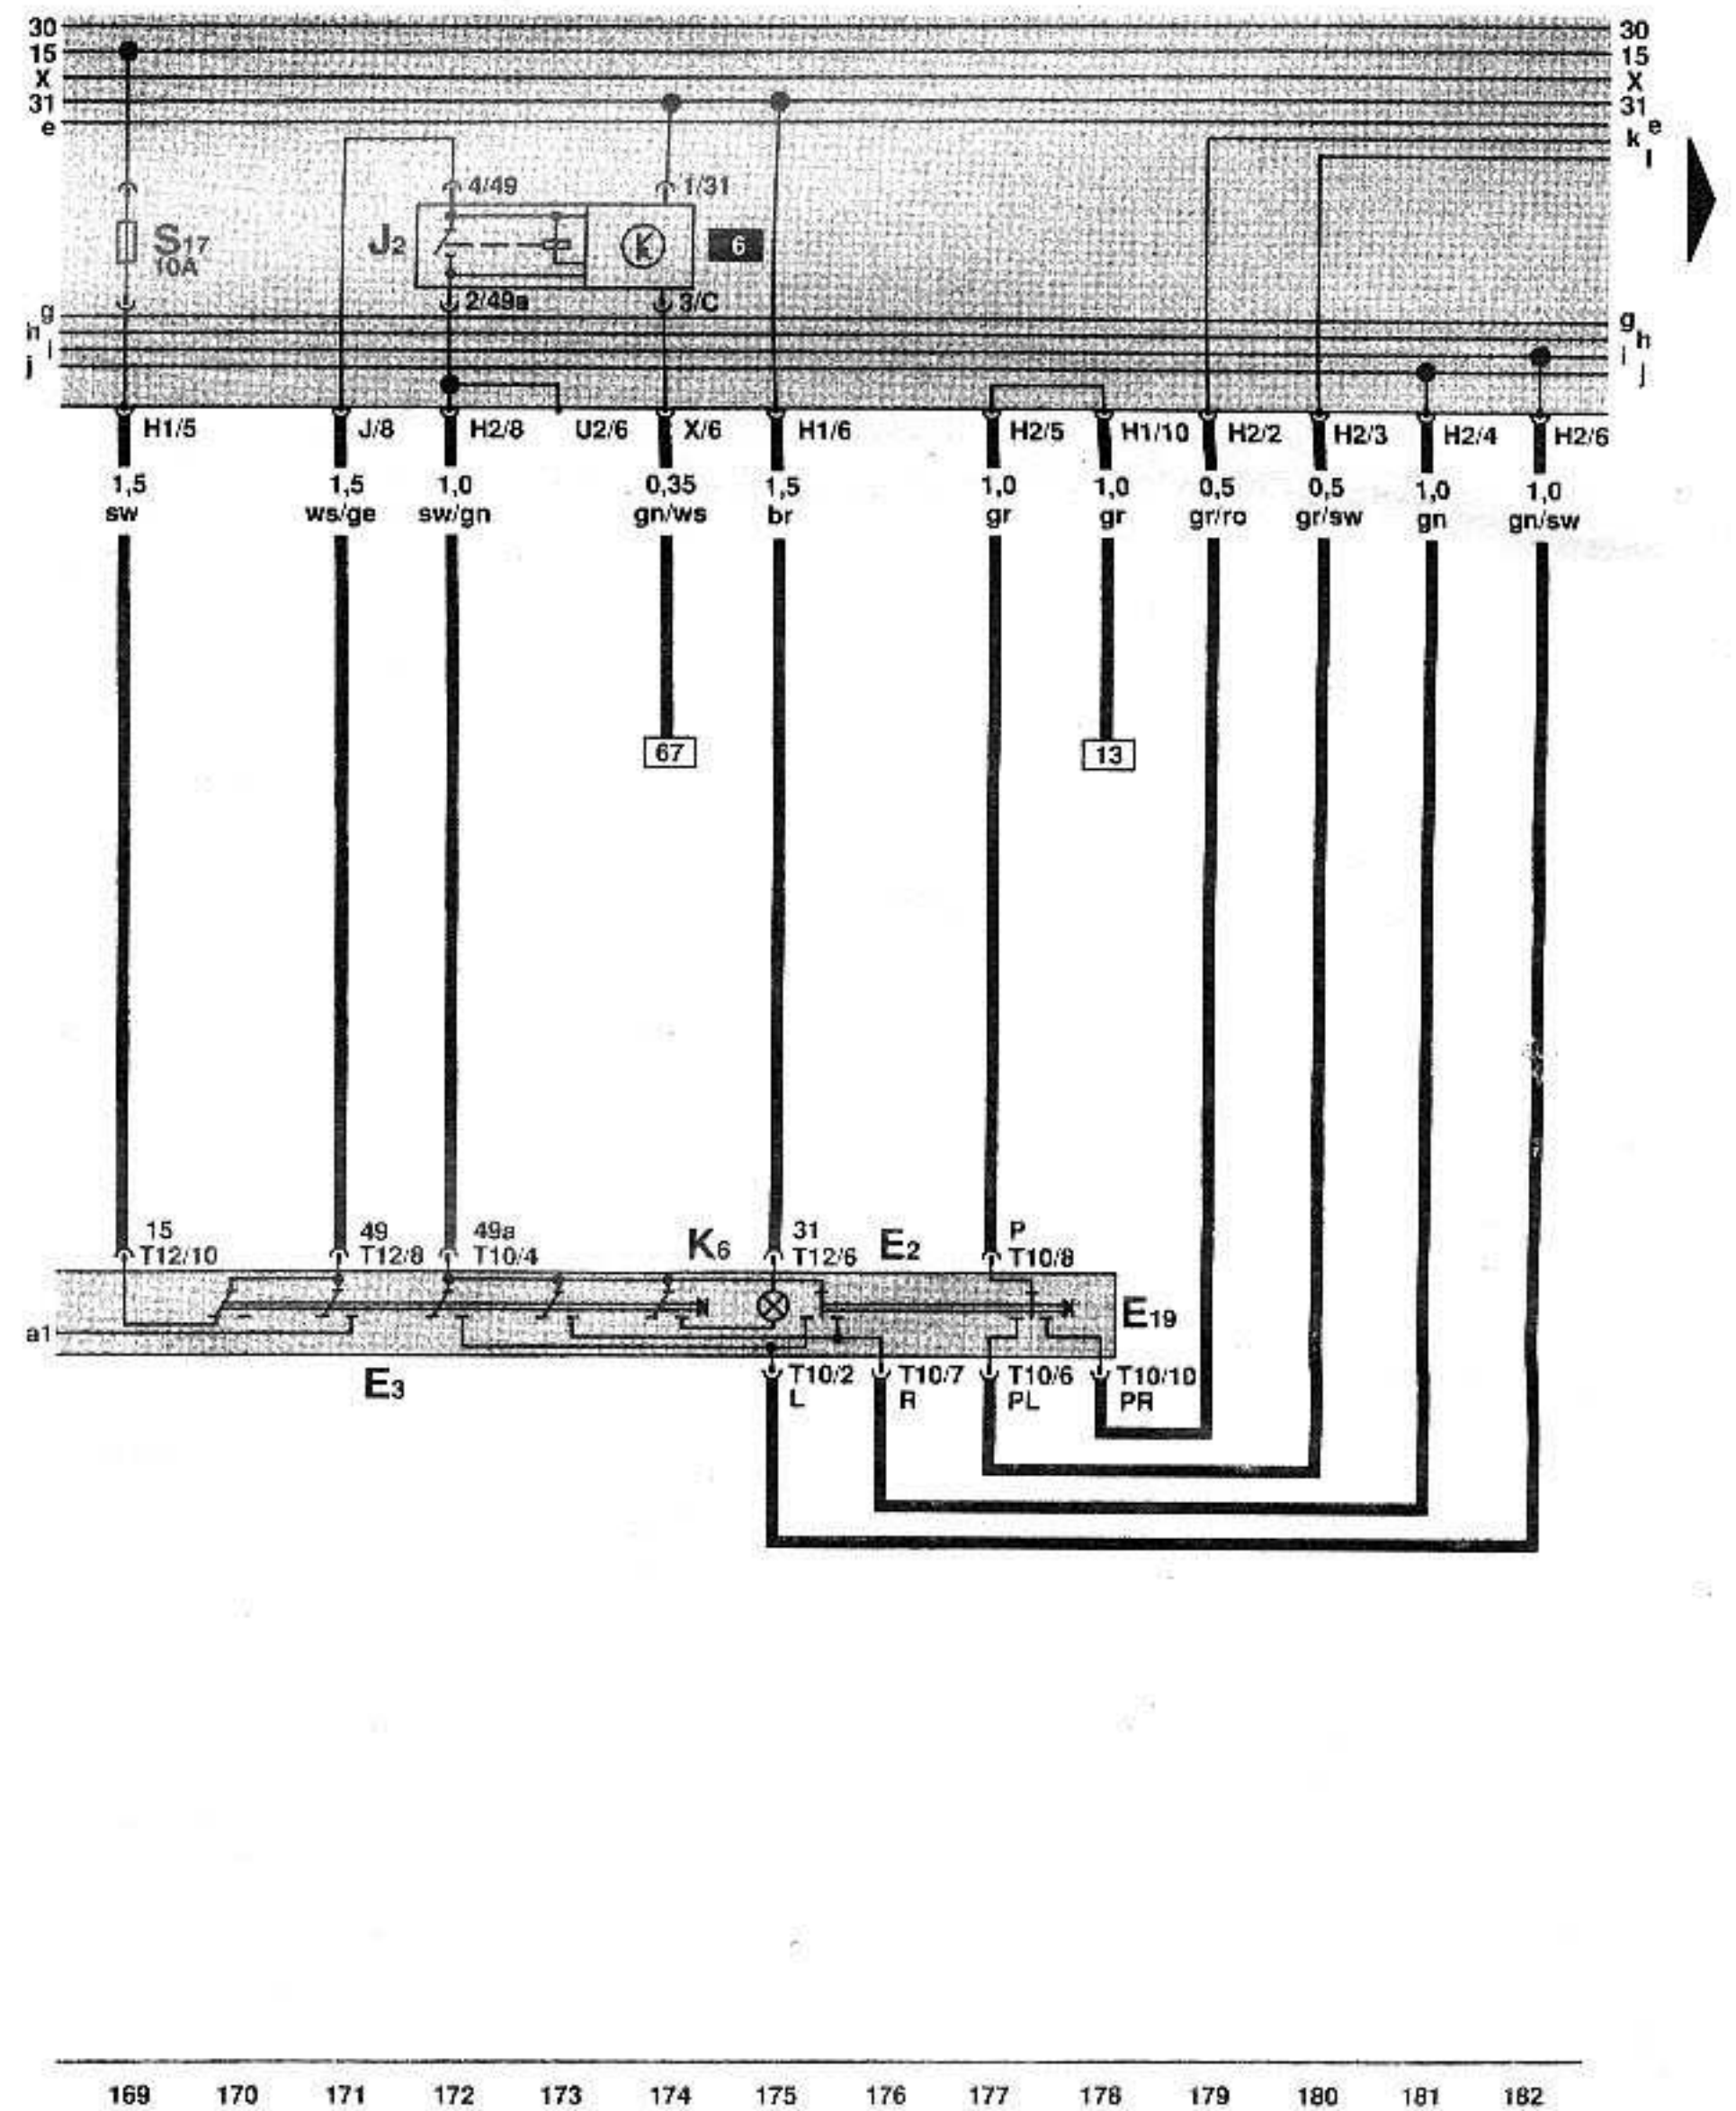 30 30
15 15
X X
31 31
e e
k
l
4/49 1/31
S17
10A
J2
6
2/49a 3/C
g g
h h
i i
j j
H1/5 J/8 H2/8 U2/6 X/6 H1/6 H2/5 H1/10 H2/2 H2/3 H2/4 H2/6
1,5 1,5 1,0 0,35 1,5 1,0 1,0 0,5 0,5 1,0 1,0
sw ws/ge sw/gn gn/ws br gr gr gr/ro gr/sw gn gn/sw
67 13
15 49 49a K6 31 E2 P
T12/10 T12/8 T10/4 T12/6 T10/8
E19
a1
E3
T10/2 T10/7 T10/6 T10/10
L R PL PR
169 170 171 172 173 174 175 176 177 178 179 180 181 182